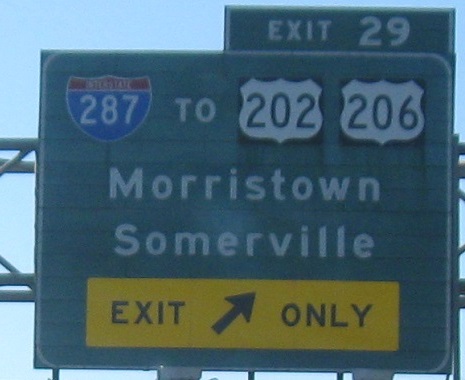 EXIT 29
INTERSTATE
287 TO 202 206
Morristown
Somerville
EXIT ONLY